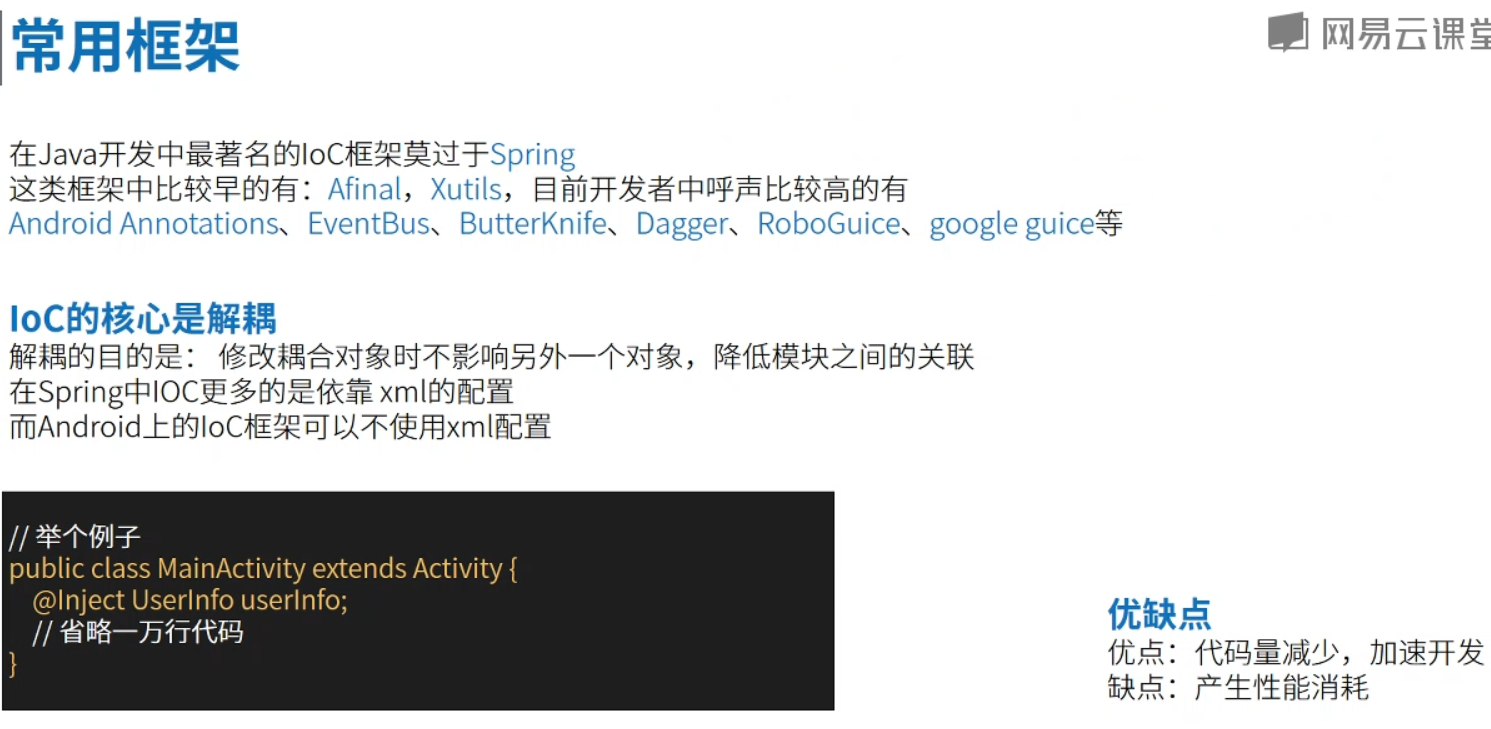 常用框架
网易云课堂
在Java开发中最著名的IoC框架莫过于Spring
这类框架中比较早的有：Afinal，Xutils，目前开发者中呼声比较高的有
Android Annotations、EventBus、ButterKnife、Dagger、RoboGuice、google guice等
IoC的核心是解耦
解耦的目的是： 修改耦合对象时不影响另外一个对象，降低模块之间的关联
在Spring中IOC更多的是依靠 xml的配置
而Android上的IoC框架可以不使用xml配置
// 举个例子
public class MainActivity extends Activity {
@Inject UserInfo userInfo;
// 省略一万行代码
}
优缺点
优点：代码量减少，加速开发
缺点：产生性能消耗